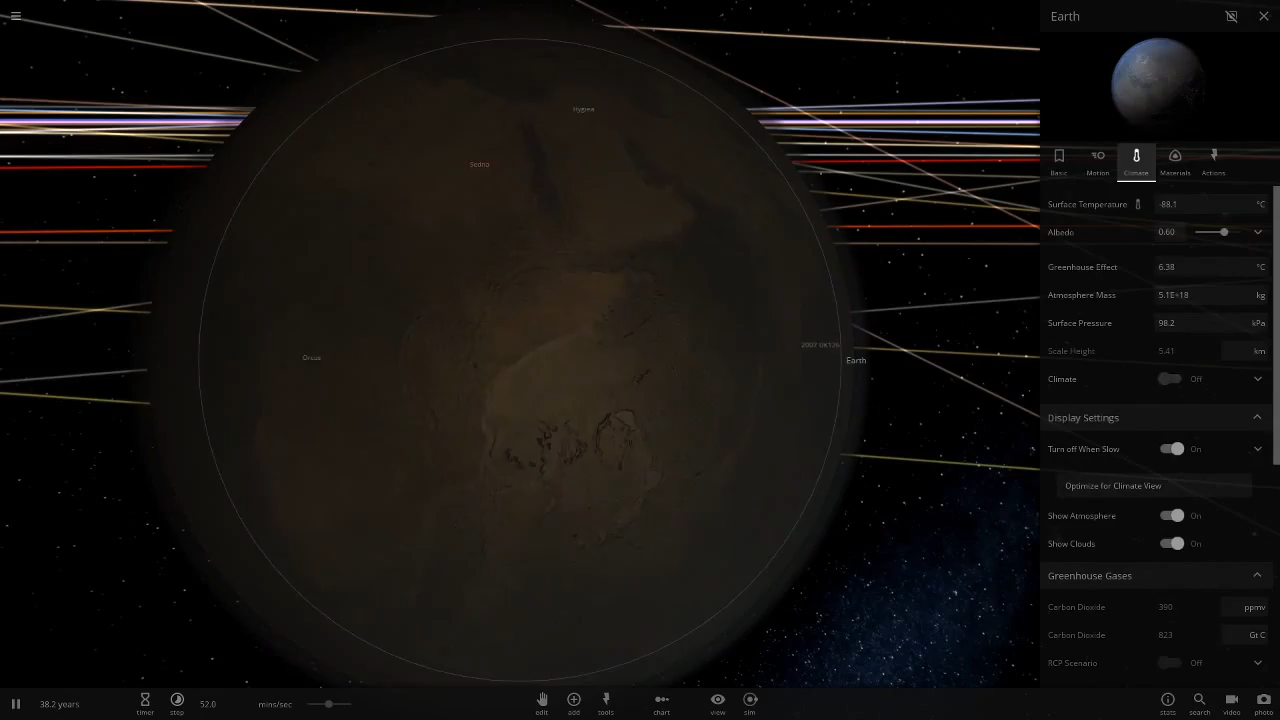 Earth
Hygiea
Sedna
Orcus
2007 UK126
Earth
Basic
Motion
Climate
Materials
Actions
Surface Temperature -88.1 °C
Albedo 0.60
Greenhouse Effect 6.38 °C
Atmosphere Mass 5.1E+18 kg
Surface Pressure 98.2 kPa
Scale Height 5.41 km
Climate Off
Display Settings
Turn off When Slow On
Optimize for Climate View
Show Atmosphere On
Show Clouds On
Greenhouse Gases
Carbon Dioxide 390 ppmv
Carbon Dioxide 823 Gt C
RCP Scenario Off
38.2 years
timer
step
52.0 mins/sec
edit
add
tools
chart
view
sim
stats
search
video
photo